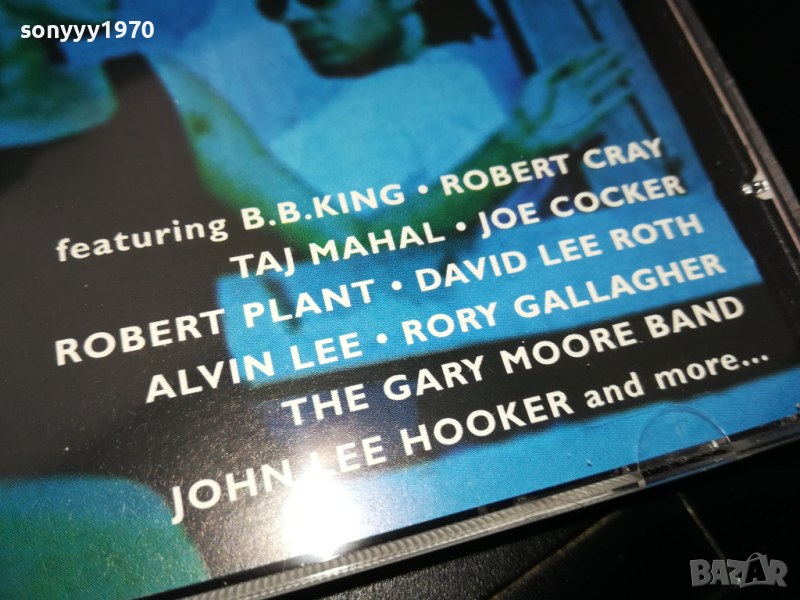 sonyyy1970
featuring B.B.KING • ROBERT CRAY
TAJ MAHAL • JOE COCKER
ROBERT PLANT • DAVID LEE ROTH
ALVIN LEE • RORY GALLAGHER
THE GARY MOORE BAND
JOHN LEE HOOKER and more...
BAZAR